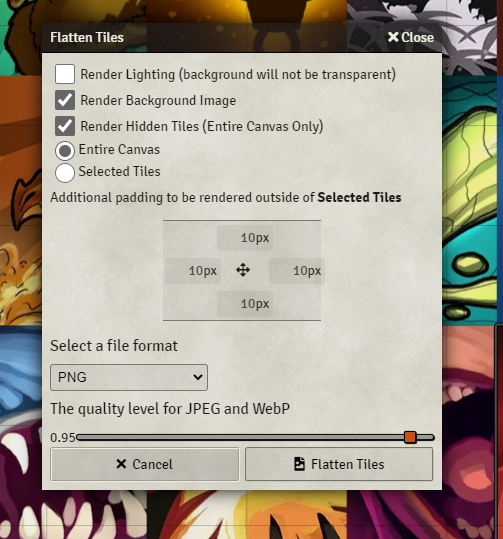 Flatten Tiles
Close
Render Lighting (background will not be transparent)
Render Background Image
Render Hidden Tiles (Entire Canvas Only)
Entire Canvas
Selected Tiles
Additional padding to be rendered outside of Selected Tiles
10px
10px 10px
10px
Select a file format
PNG
The quality level for JPEG and WebP
0.95
Cancel Flatten Tiles